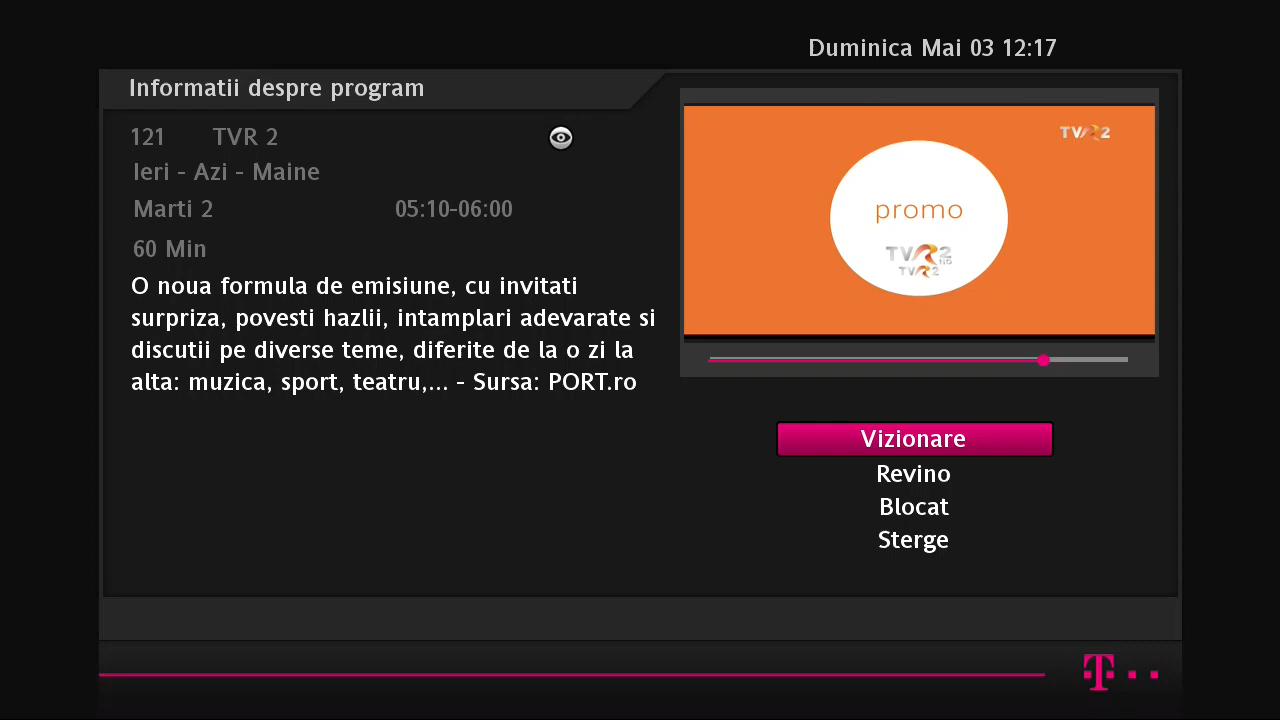 Duminica Mai 03 12:17
Informatii despre program
121 TVR 2
Ieri - Azi - Maine
Marti 2 05:10-06:00
60 Min
O noua formula de emisiune, cu invitati
surpriza, povesti hazlii, intamplari adevarate si
discutii pe diverse teme, diferite de la o zi la
alta: muzica, sport, teatru,... - Sursa: PORT.ro
TVR2
promo
TVR2 HD
TVR2
Vizionare
Revino
Blocat
Sterge
T